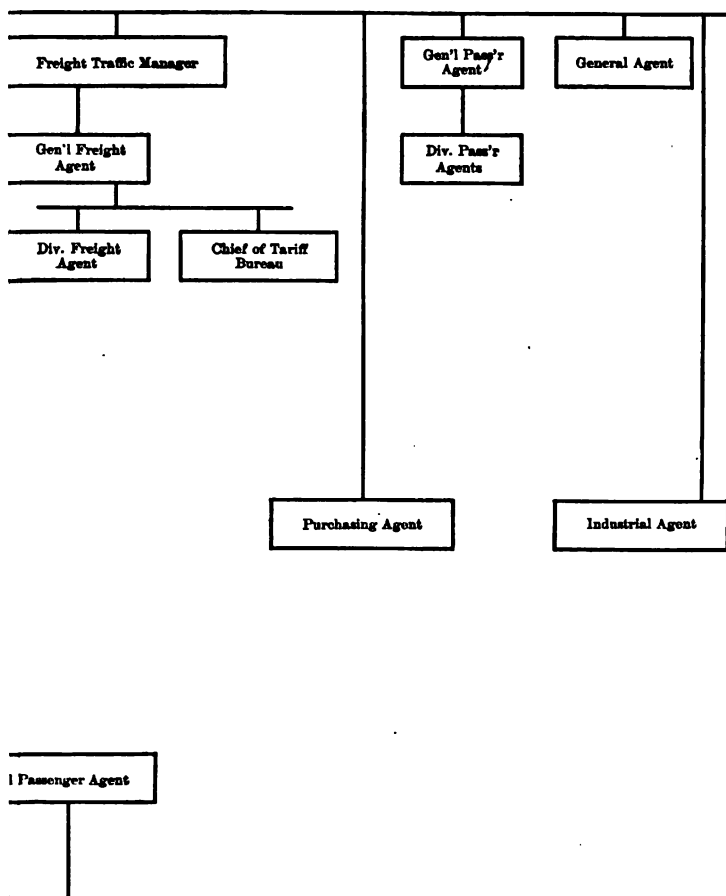 Freight Traffic Manager
Gen'l Pass'r
Agent
General Agent
Gen'l Freight
Agent
Div. Pass'r
Agents
Div. Freight
Agent
Chief of Tariff
Bureau
Purchasing Agent
Industrial Agent
l Passenger Agent